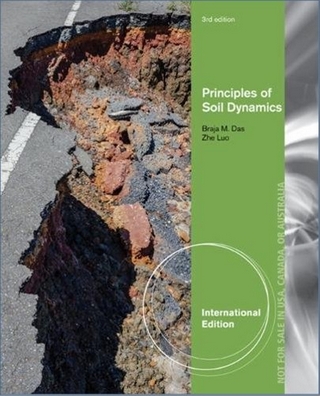 3rd edition
Principles of
Soil Dynamics
Braja M. Das
Zhe Luo
International
Edition
NOT FOR SALE IN USA, CANADA, OR AUSTRALIA